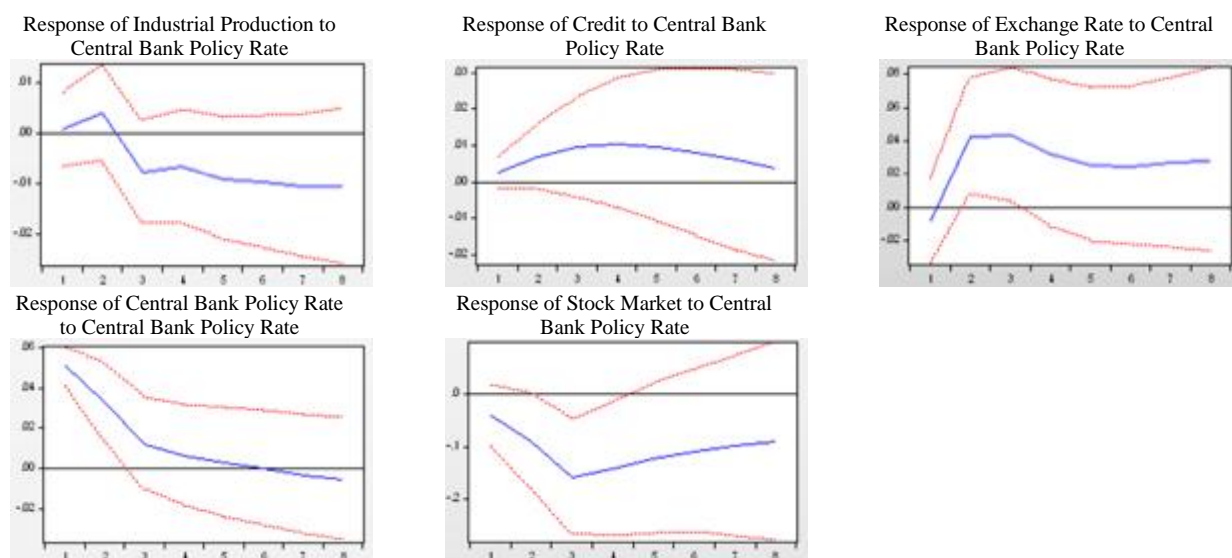 Response of Industrial Production to
Central Bank Policy Rate
.01
.00
-.01
-.02
1 2 3 4 5 6 7 8
Response of Credit to Central Bank
Policy Rate
.03
.02
.01
.00
-.01
-.02
1 2 3 4 5 6 7 8
Response of Exchange Rate to Central
Bank Policy Rate
.08
.06
.04
.02
.00
-.02
1 2 3 4 5 6 7 8
Response of Central Bank Policy Rate
to Central Bank Policy Rate
.06
.04
.02
.00
-.02
1 2 3 4 5 6 7 8
Response of Stock Market to Central
Bank Policy Rate
.0
-.1
-.2
1 2 3 4 5 6 7 8